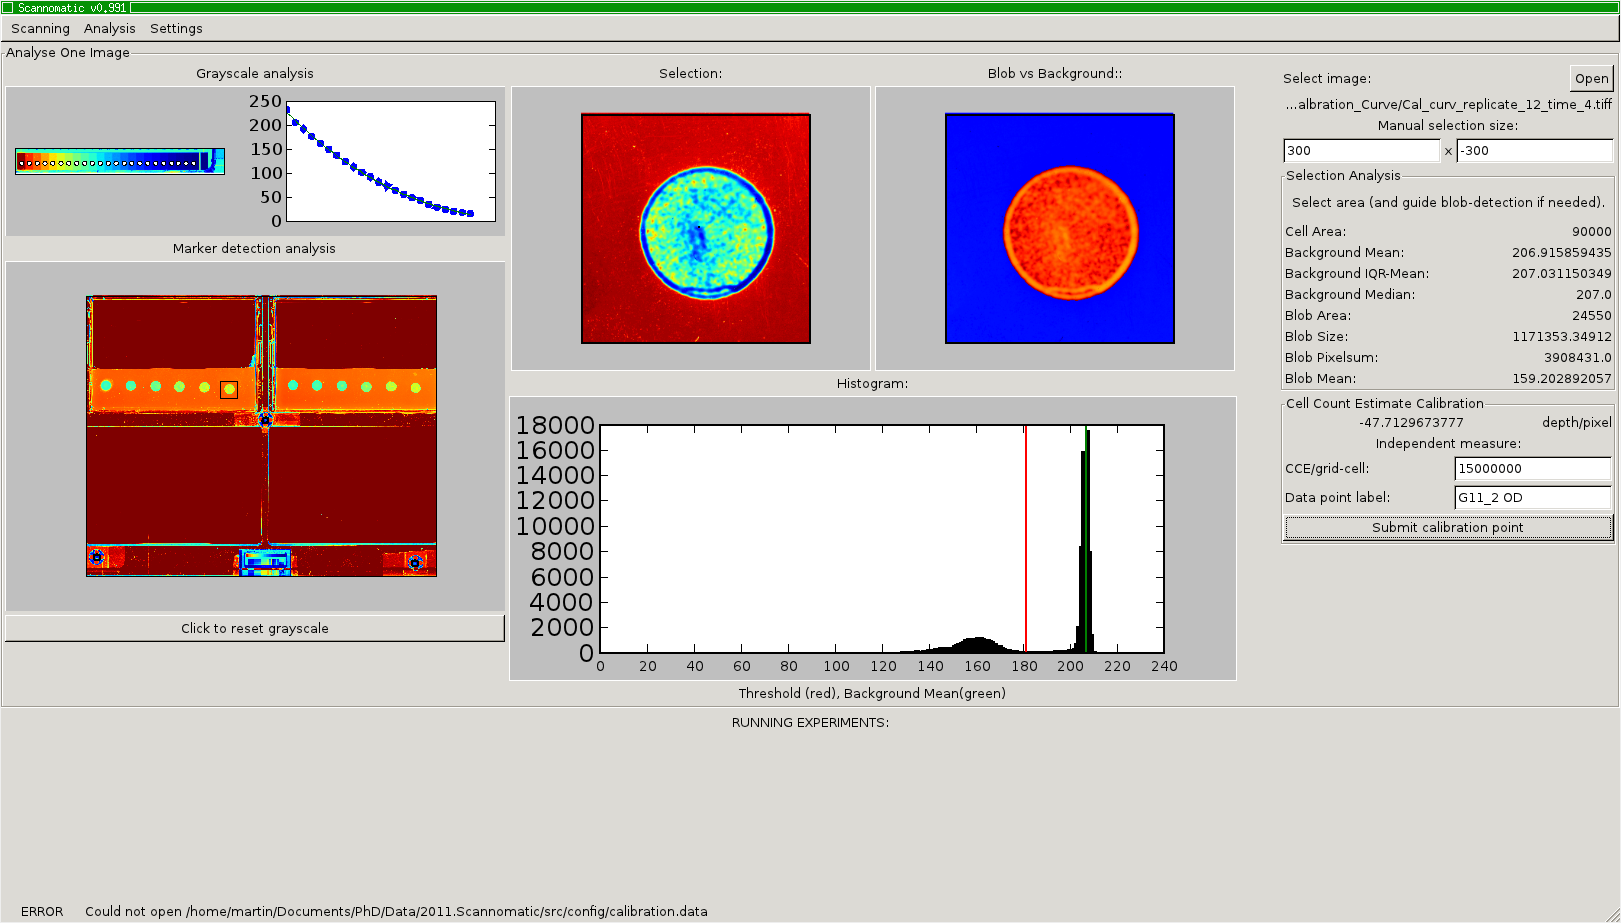 Scannomatic v0.991
Scanning Analysis Settings
Analyse One Image
Grayscale analysis
250
200
150
100
50
0
Marker detection analysis
Click to reset grayscale
Selection:
Blob vs Background::
Histogram:
18000
16000
14000
12000
10000
8000
6000
4000
2000
0
0 20 40 60 80 100 120 140 160 180 200 220 240
Threshold (red), Background Mean(green)
Select image:
Open
...albration_Curve/Cal_curv_replicate_12_time_4.tiff
Manual selection size:
300 x -300
Selection Analysis
Select area (and guide blob-detection if needed).
Cell Area: 90000
Background Mean: 206.915859435
Background IQR-Mean: 207.031150349
Background Median: 207.0
Blob Area: 24550
Blob Size: 1171353.34912
Blob Pixelsum: 3908431.0
Blob Mean: 159.202892057
Cell Count Estimate Calibration
-47.7129673777 depth/pixel
Independent measure:
CCE/grid-cell: 15000000
Data point label: G11_2 OD
Submit calibration point
RUNNING EXPERIMENTS:
ERROR Could not open /home/martin/Documents/PhD/Data/2011.Scannomatic/src/config/calibration.data